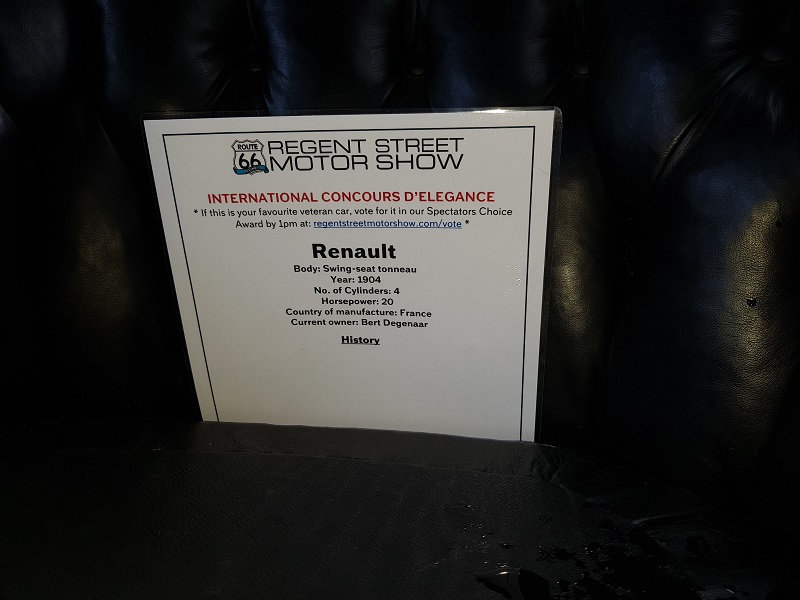 ROUTE
66
REGENT STREET
MOTOR SHOW
INTERNATIONAL CONCOURS D'ELEGANCE
* If this is your favourite veteran car, vote for it in our Spectators Choice
Award by 1pm at: regentstreetmotorshow.com/vote *
Renault
Body: Swing-seat tonneau
Year: 1904
No. of Cylinders: 4
Horsepower: 20
Country of manufacture: France
Current owner: Bert Degenaar
History